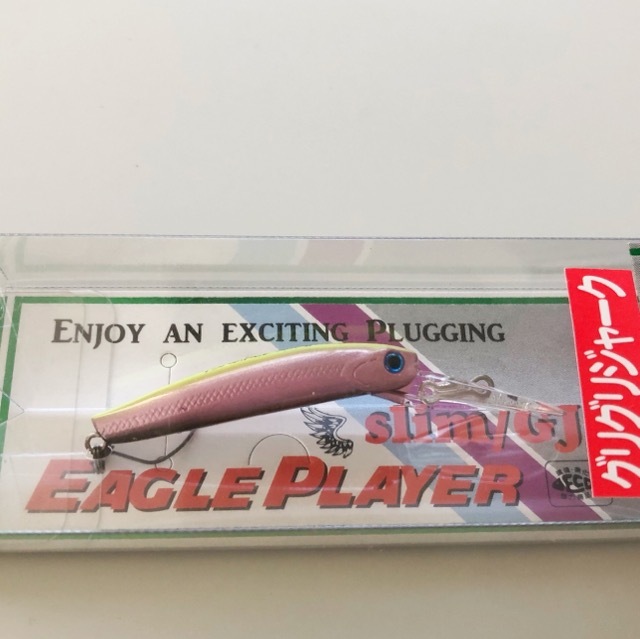 ENJOY AN EXCITING PLUGGING
slim/GJ
EAGLE PLAYER
グリグリジャーク